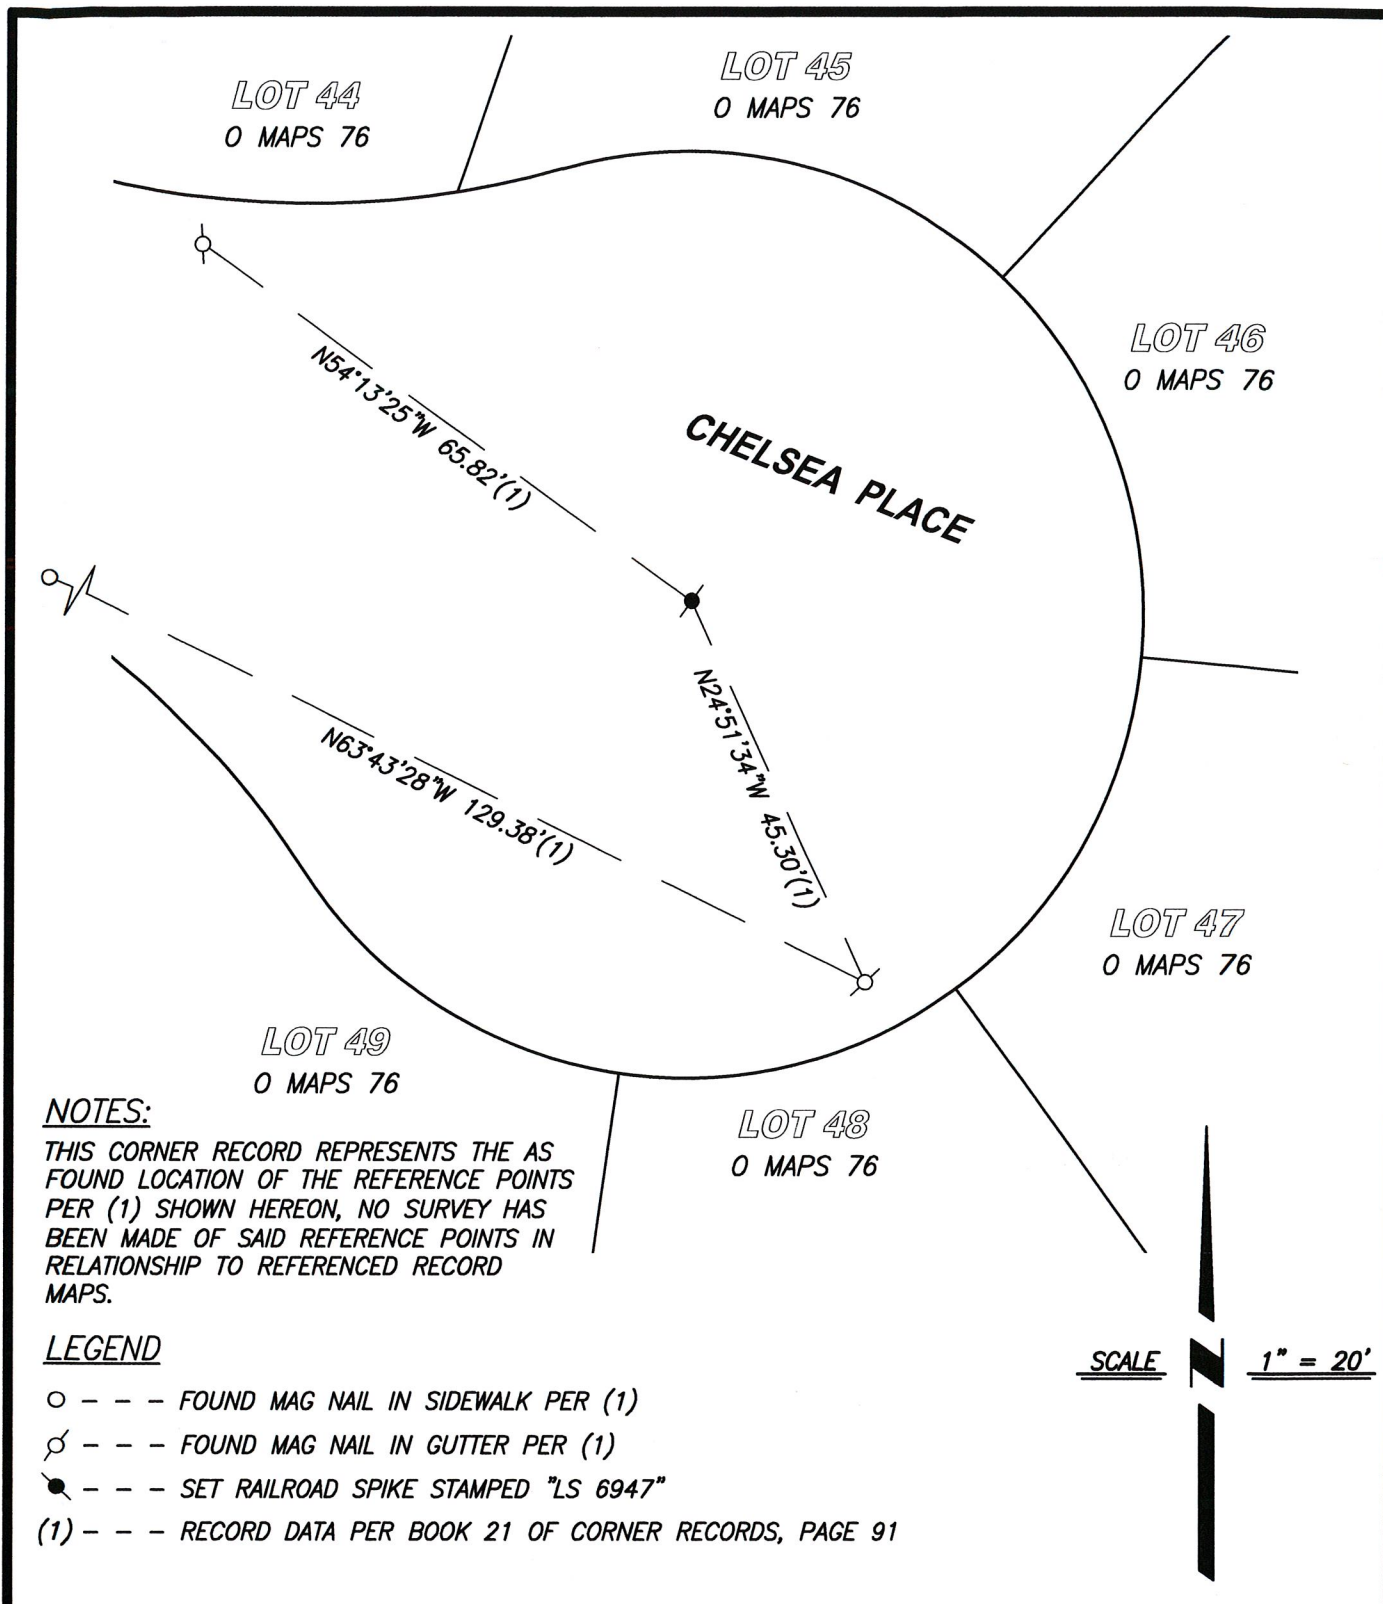 LOT 44
O MAPS 76
LOT 45
O MAPS 76
LOT 46
O MAPS 76
N54°13'25"W 65.82'(1)
CHELSEA PLACE
N24°51'34"W 45.30'(1)
N63°43'28"W 129.38'(1)
LOT 47
O MAPS 76
LOT 49
O MAPS 76
LOT 48
O MAPS 76
NOTES:
THIS CORNER RECORD REPRESENTS THE AS
FOUND LOCATION OF THE REFERENCE POINTS
PER (1) SHOWN HEREON, NO SURVEY HAS
BEEN MADE OF SAID REFERENCE POINTS IN
RELATIONSHIP TO REFERENCED RECORD
MAPS.
LEGEND
FOUND MAG NAIL IN SIDEWALK PER (1)
FOUND MAG NAIL IN GUTTER PER (1)
SET RAILROAD SPIKE STAMPED "LS 6947"
(1) - - - RECORD DATA PER BOOK 21 OF CORNER RECORDS, PAGE 91
SCALE N 1" = 20'